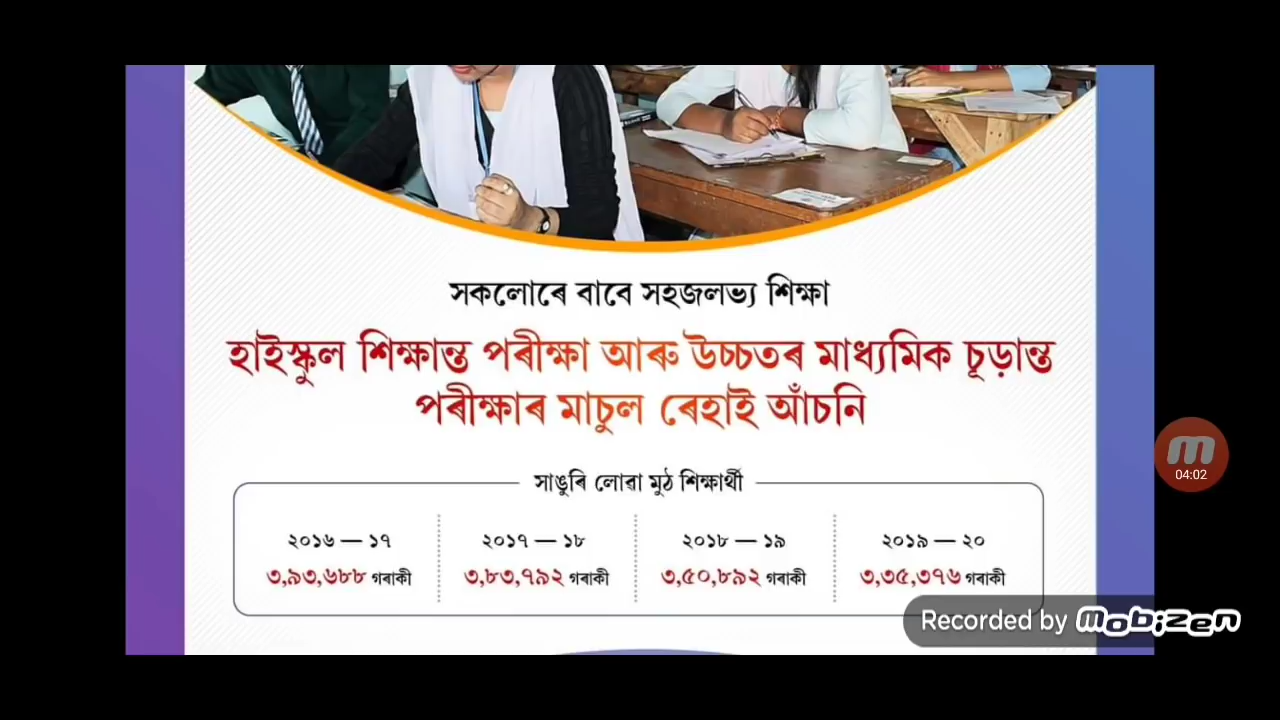 সকলোৰে বাবে সহজলভ্য শিক্ষা
হাইস্কুল শিক্ষান্ত পৰীক্ষা আৰু উচ্চতৰ মাধ্যমিক চূড়ান্ত
পৰীক্ষাৰ মাচুল ৰেহাই আঁচনি
সাঙুৰি লোৱা মুঠ শিক্ষাৰ্থী
২০১৬ — ১৭ ২০১৭ — ১৮ ২০১৮ — ১৯ ২০১৯ — ২০
৩,৯৩,৬৮৮ গৰাকী ৩,৮৩,৭৯২ গৰাকী ৩,৫০,৮৯২ গৰাকী ৩,৩৫,৩৭৬ গৰাকী
04:02
Recorded by mobizen